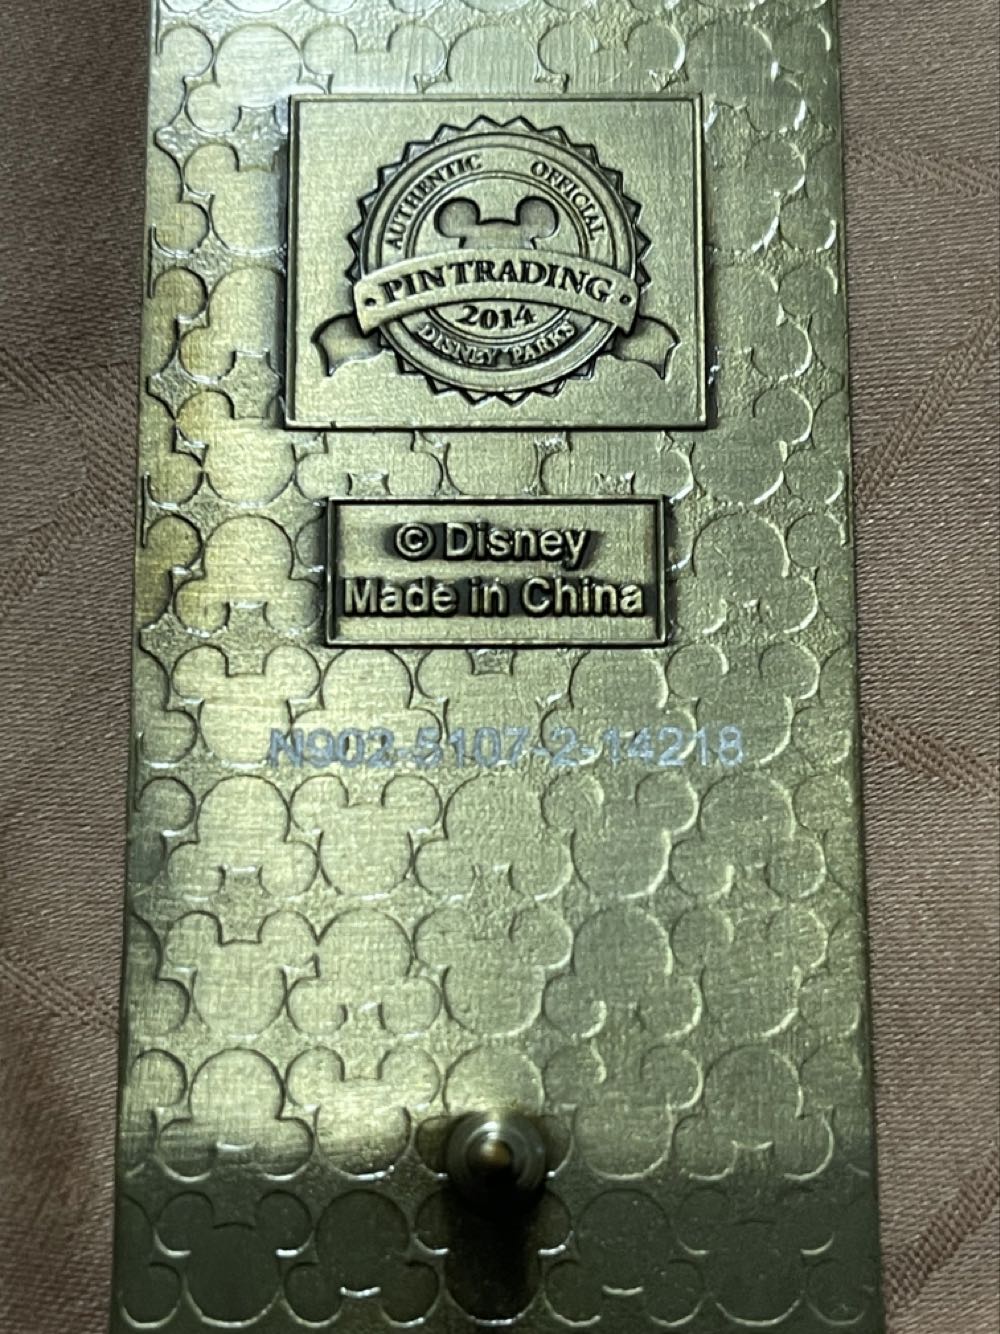 AUTHENTIC OFFICIAL
• PIN TRADING •
2014
DISNEY PARKS
© Disney
Made in China
N902-5107-2-14218